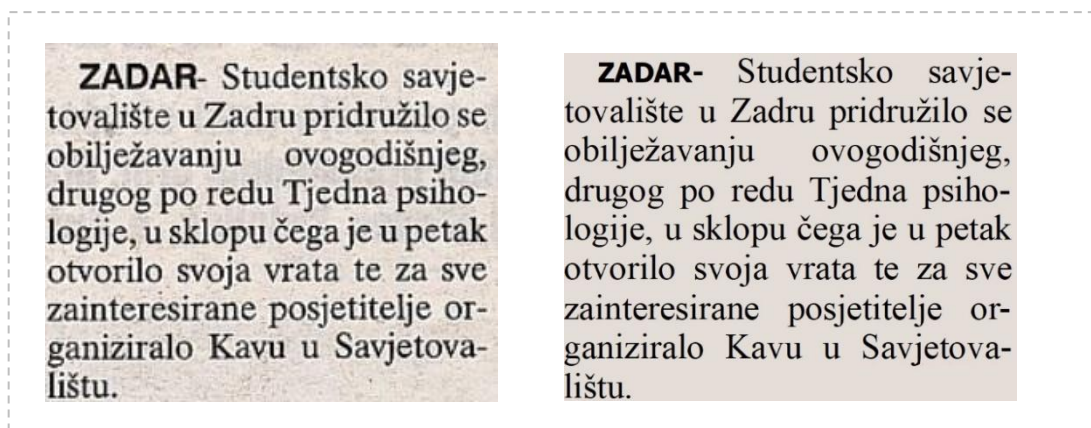 ZADAR- Studentsko savje-
tovalište u Zadru pridružilo se
obilježavanju ovogodišnjeg,
drugog po redu Tjedna psiho-
logije, u sklopu čega je u petak
otvorilo svoja vrata te za sve
zainteresirane posjetitelje or-
ganiziralo Kavu u Savjetova-
lištu.
ZADAR- Studentsko savje-
tovalište u Zadru pridružilo se
obilježavanju ovogodišnjeg,
drugog po redu Tjedna psiho-
logije, u sklopu čega je u petak
otvorilo svoja vrata te za sve
zainteresirane posjetitelje or-
ganiziralo Kavu u Savjetova-
lištu.